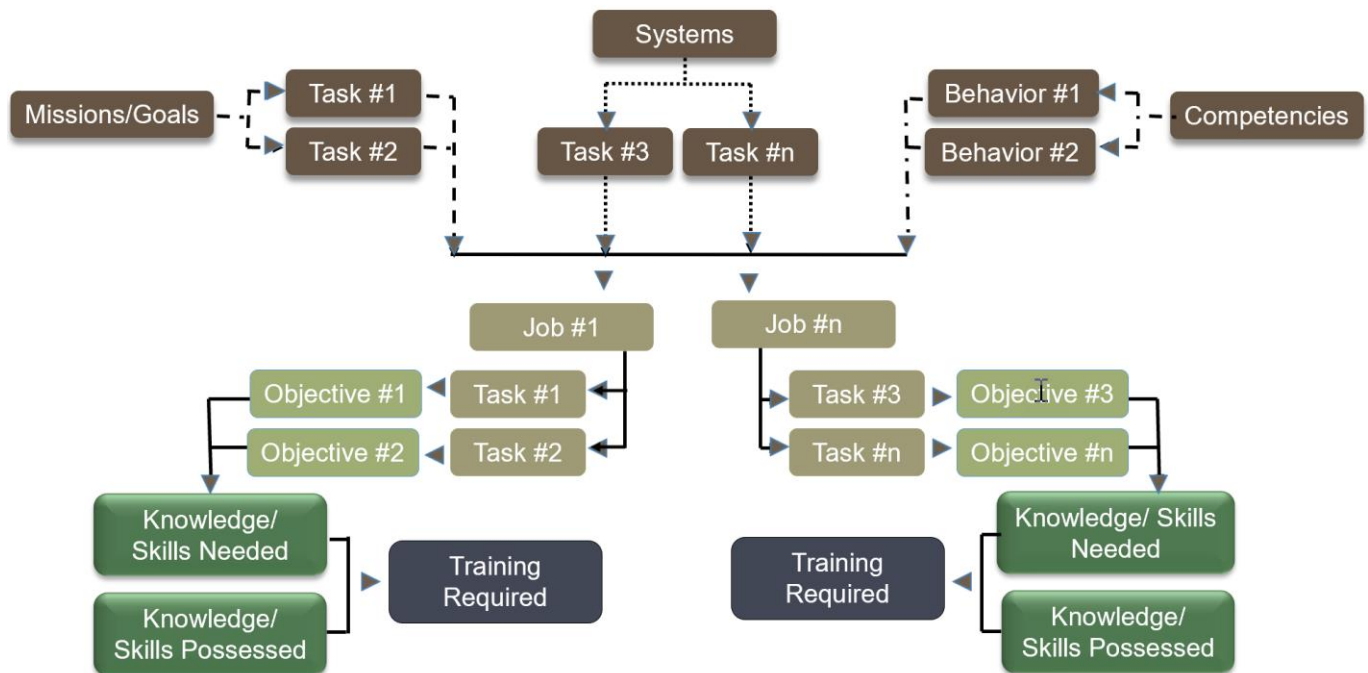 Systems
Missions/Goals
Task #1
Task #2
Task #3
Task #n
Behavior #1
Behavior #2
Competencies
Job #1
Job #n
Objective #1
Task #1
Task #3
Objective #3
Objective #2
Task #2
Task #n
Objective #n
Knowledge/
Skills Needed
Training
Required
Knowledge/
Skills Possessed
Training
Required
Knowledge/ Skills
Needed
Knowledge/
Skills Possessed